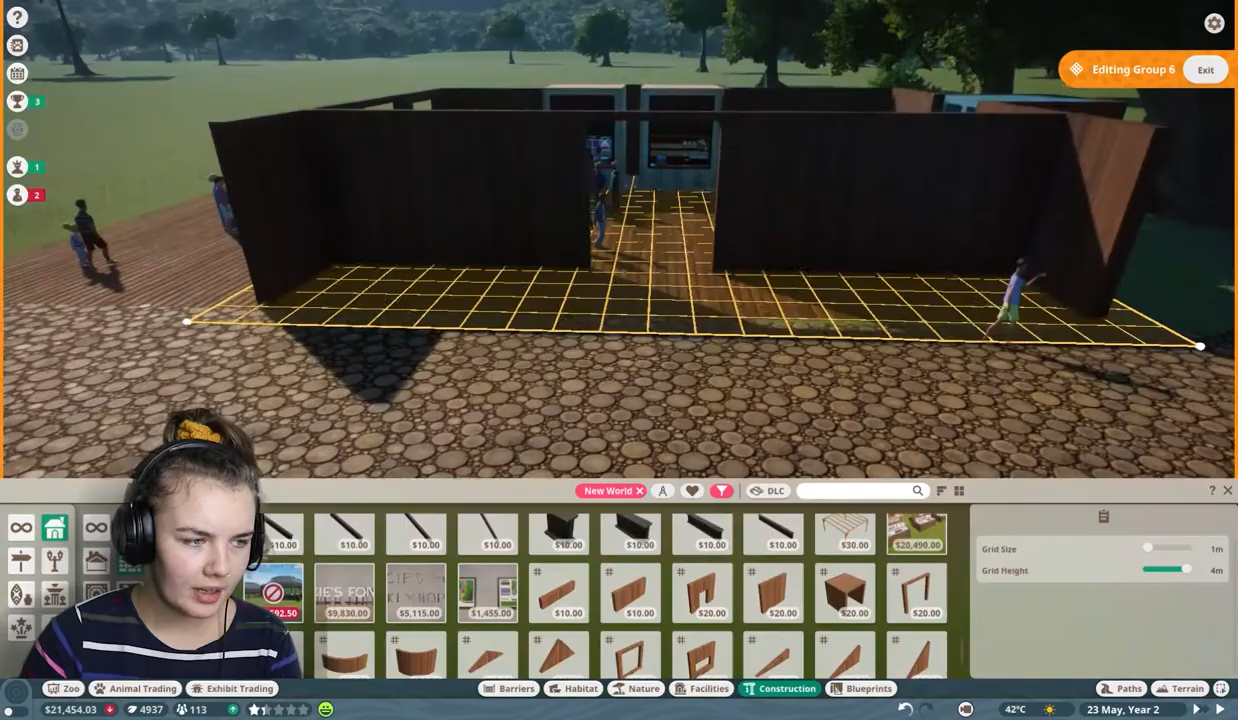 ?
Editing Group 6
Exit
3
1
2
New World ×
DLC
? ×
$10.00
$10.00
$10.00
$10.00
$10.00
$10.00
$10.00
$10.00
$30.00
$20,490.00
Grid Size
1m
Grid Height
4m
$92.50
$9,830.00
$5,115.00
$1,455.00
$10.00
$10.00
$20.00
$20.00
$20.00
$20.00
Zoo
Animal Trading
Exhibit Trading
Barriers
Habitat
Nature
Facilities
Construction
Blueprints
Paths
Terrain
$21,454.03
4937
113
42°C
23 May, Year 2